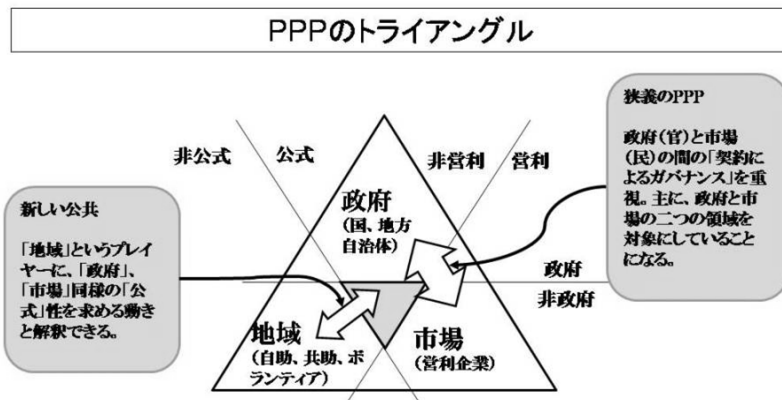 PPPのトライアングル
狭義のPPP
政府(官)と市場
(民)の間の「契約に
よるガバナンス」を重
視。主に、政府と市
場の二つの領域を
対象にしていること
になる。
非公式
公式
非営利
営利
政府
(国、地方
自治体)
新しい公共
「地域」というプレイ
ヤーに、「政府」、
「市場」同様の「公
式」性を求める動き
と解釈できる。
政府
非政府
地域
(自助、共助、ボ
ランティア)
市場
(営利企業)